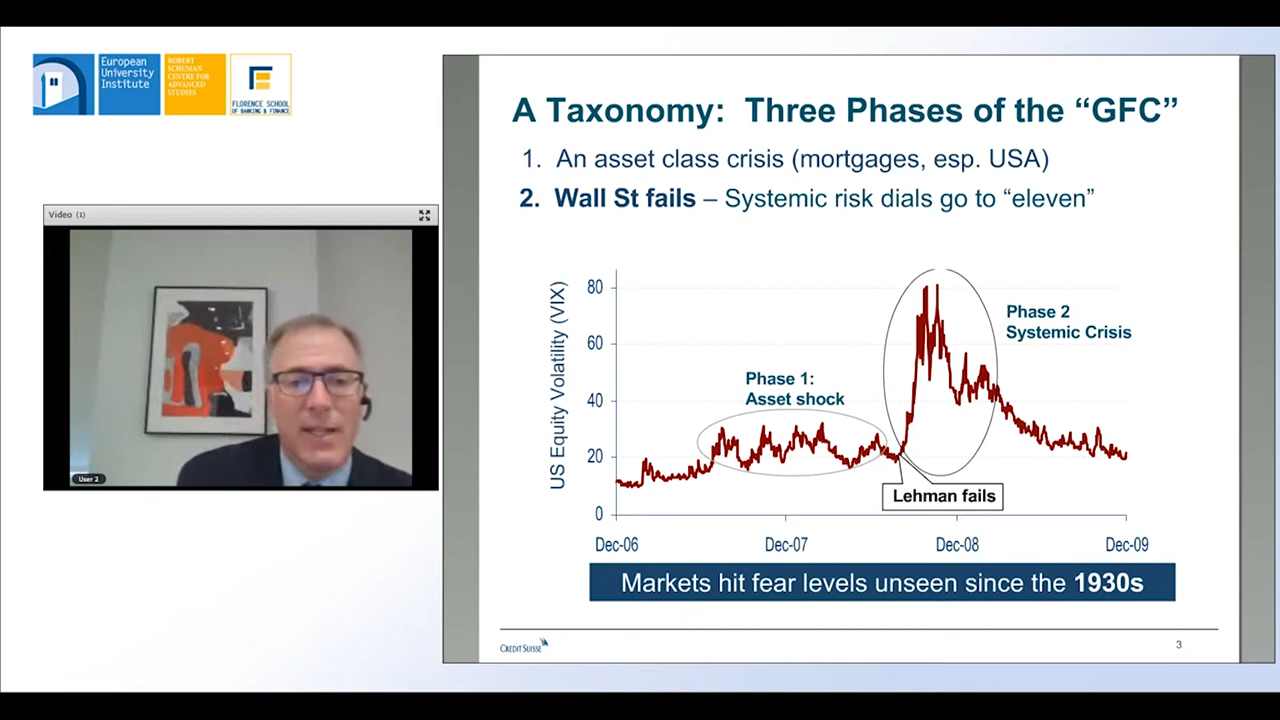 European
University
Institute
ROBERT
SCHUMAN
CENTRE FOR
ADVANCED
STUDIES
FLORENCE SCHOOL
OF BANKING & FINANCE
Video (1)
User 2
A Taxonomy: Three Phases of the “GFC”
1. An asset class crisis (mortgages, esp. USA)
2. Wall St fails – Systemic risk dials go to “eleven”
US Equity Volatility (VIX)
80
60
40
20
0
Phase 1:
Asset shock
Phase 2
Systemic Crisis
Lehman fails
Dec-06 Dec-07 Dec-08 Dec-09
Markets hit fear levels unseen since the 1930s
CREDIT SUISSE
3